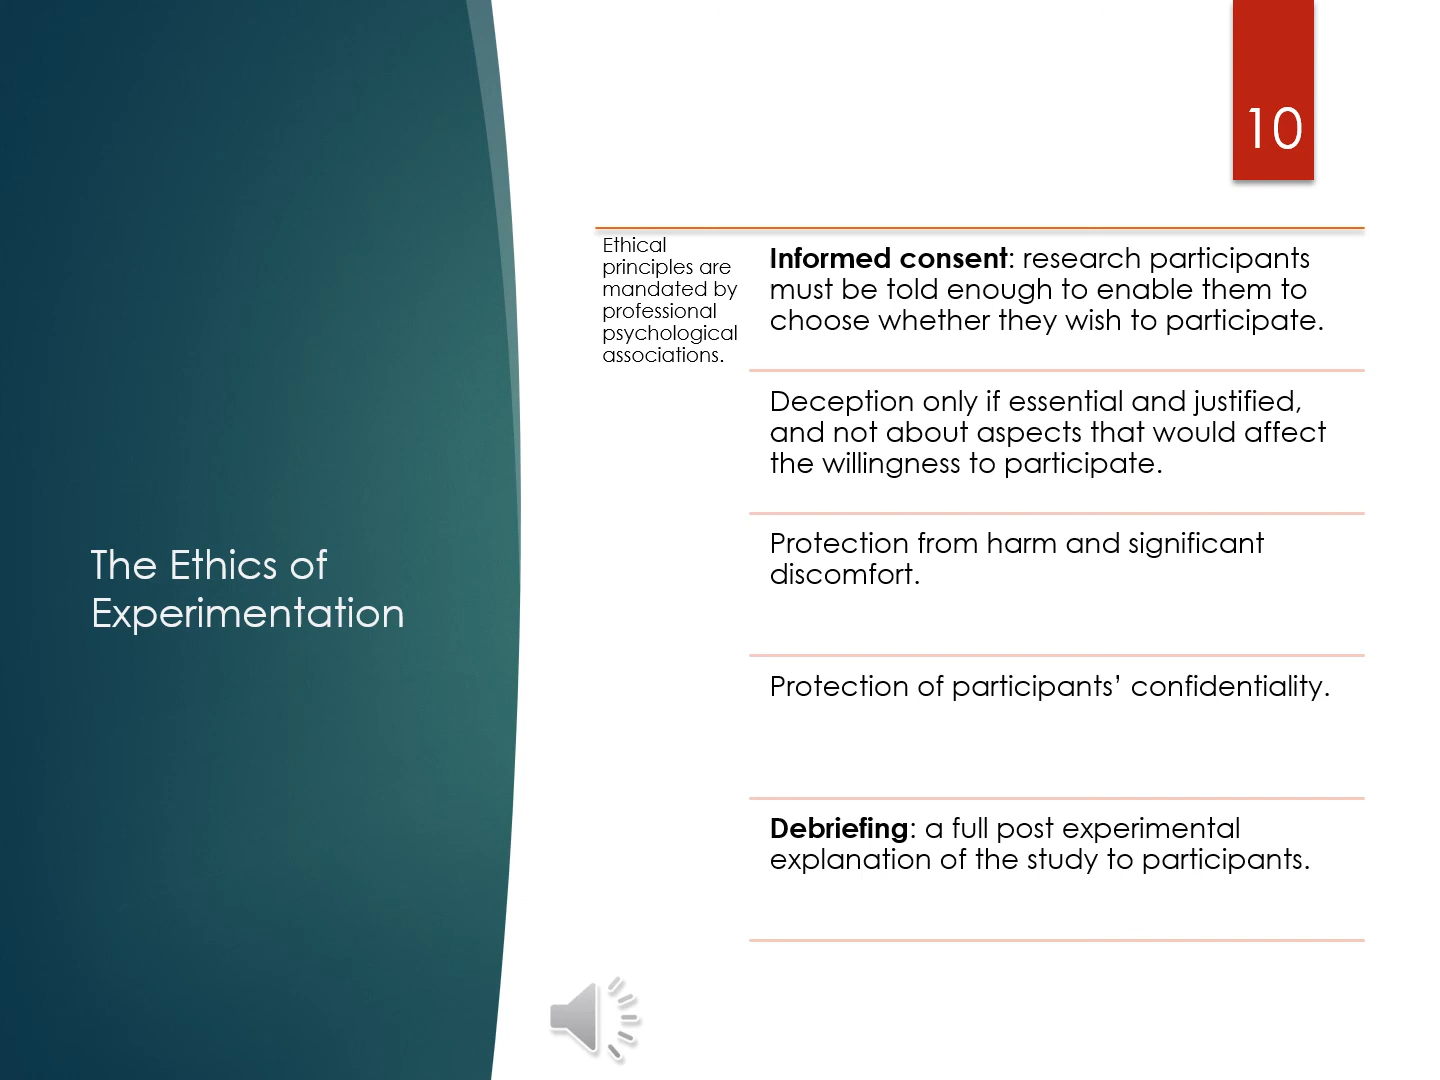 10
The Ethics of
Experimentation
Ethical
principles are
mandated by
professional
psychological
associations.
Informed consent: research participants
must be told enough to enable them to
choose whether they wish to participate.
Deception only if essential and justified,
and not about aspects that would affect
the willingness to participate.
Protection from harm and significant
discomfort.
Protection of participants’ confidentiality.
Debriefing: a full post experimental
explanation of the study to participants.